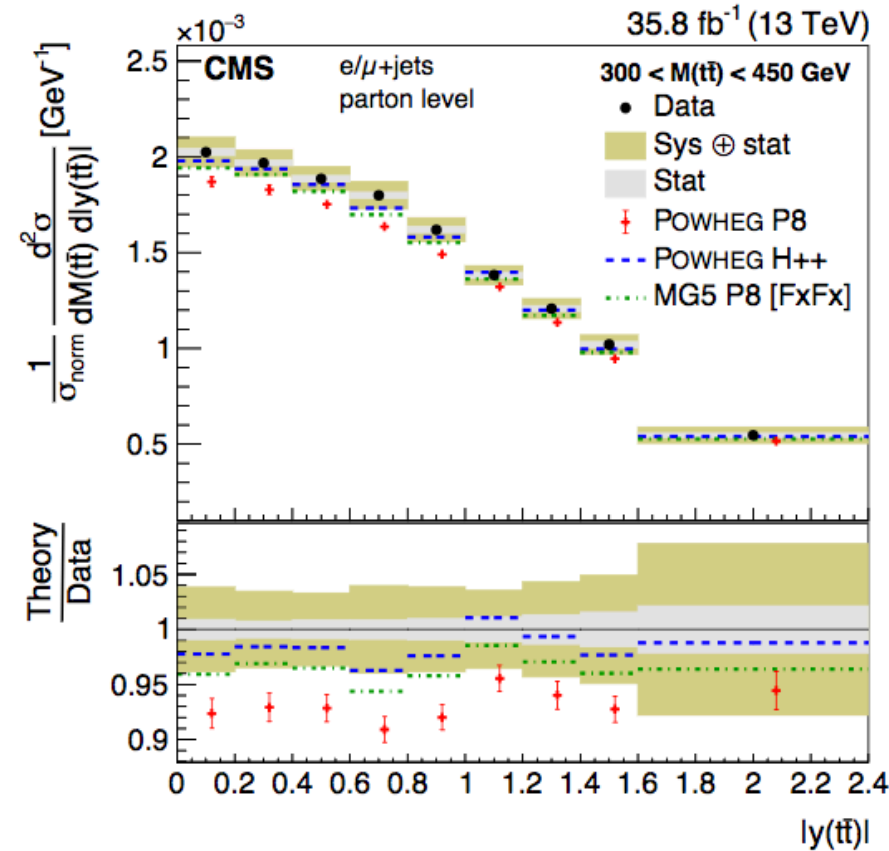 ×10⁻³
35.8 fb⁻¹ (13 TeV)
CMS
e/μ+jets
parton level
300 < M(tt̄) < 450 GeV
Data
Sys ⊕ stat
Stat
POWHEG P8
POWHEG H++
MG5 P8 [FxFx]
1
σnorm
d²σ
dM(tt̄) d|y(tt̄)|
[GeV⁻¹]
2.5
2
1.5
1
0.5
Theory
Data
1.05
1
0.95
0.9
0 0.2 0.4 0.6 0.8 1 1.2 1.4 1.6 1.8 2 2.2 2.4
|y(tt̄)|